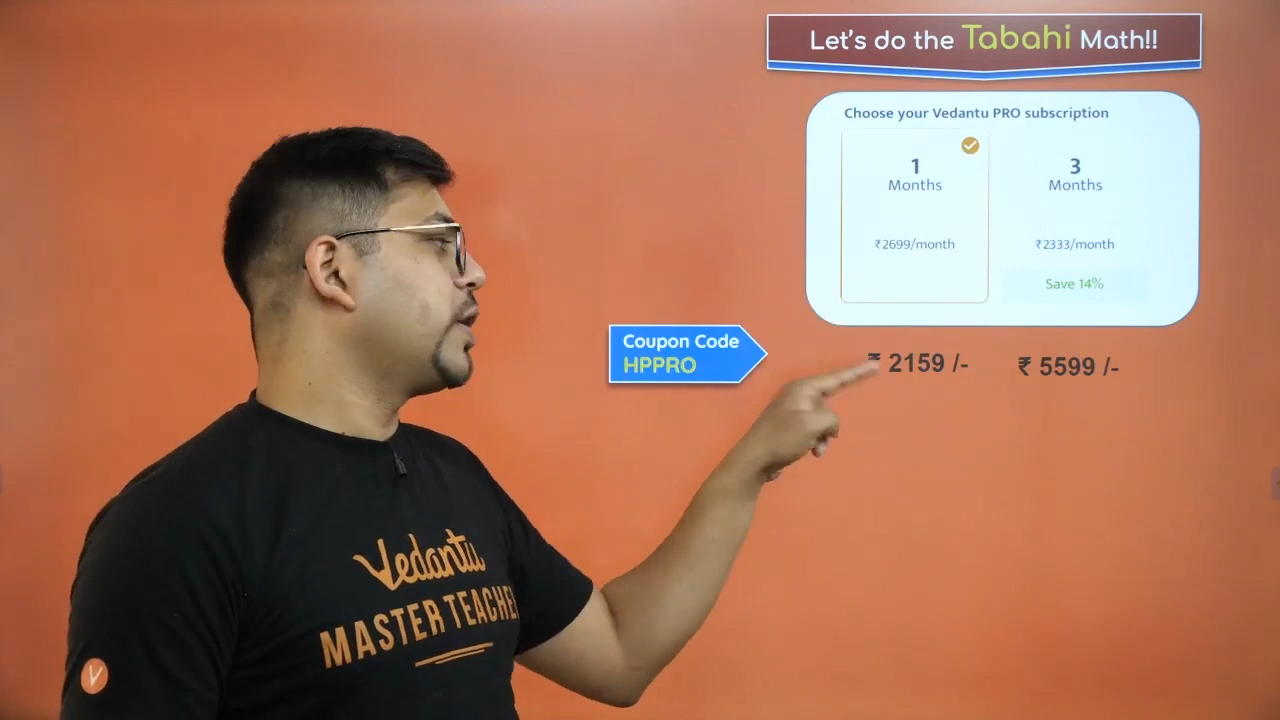 Let's do the Tabahi Math!!
Choose your Vedantu PRO subscription
1
Months
₹2699/month
3
Months
₹2333/month
Save 14%
Coupon Code
HPPRO
₹ 2159 /-
₹ 5599 /-
Vedantu
MASTER TEACHER
V